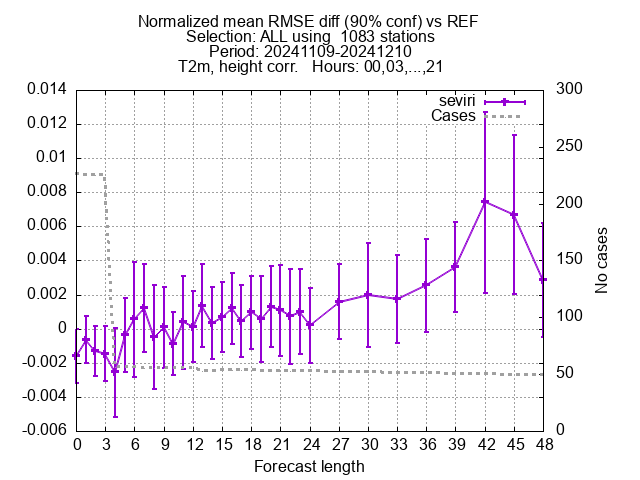 Normalized mean RMSE diff (90% conf) vs REF
Selection: ALL using  1083 stations
Period: 20241109-20241210
T2m, height corr.   Hours: 00,03,...,21
seviri
Cases
0.014
0.012
0.01
0.008
0.006
0.004
0.002
0
-0.002
-0.004
-0.006
300
250
200
150
100
50
0
No cases
0 3 6 9 12 15 18 21 24 27 30 33 36 39 42 45 48
Forecast length